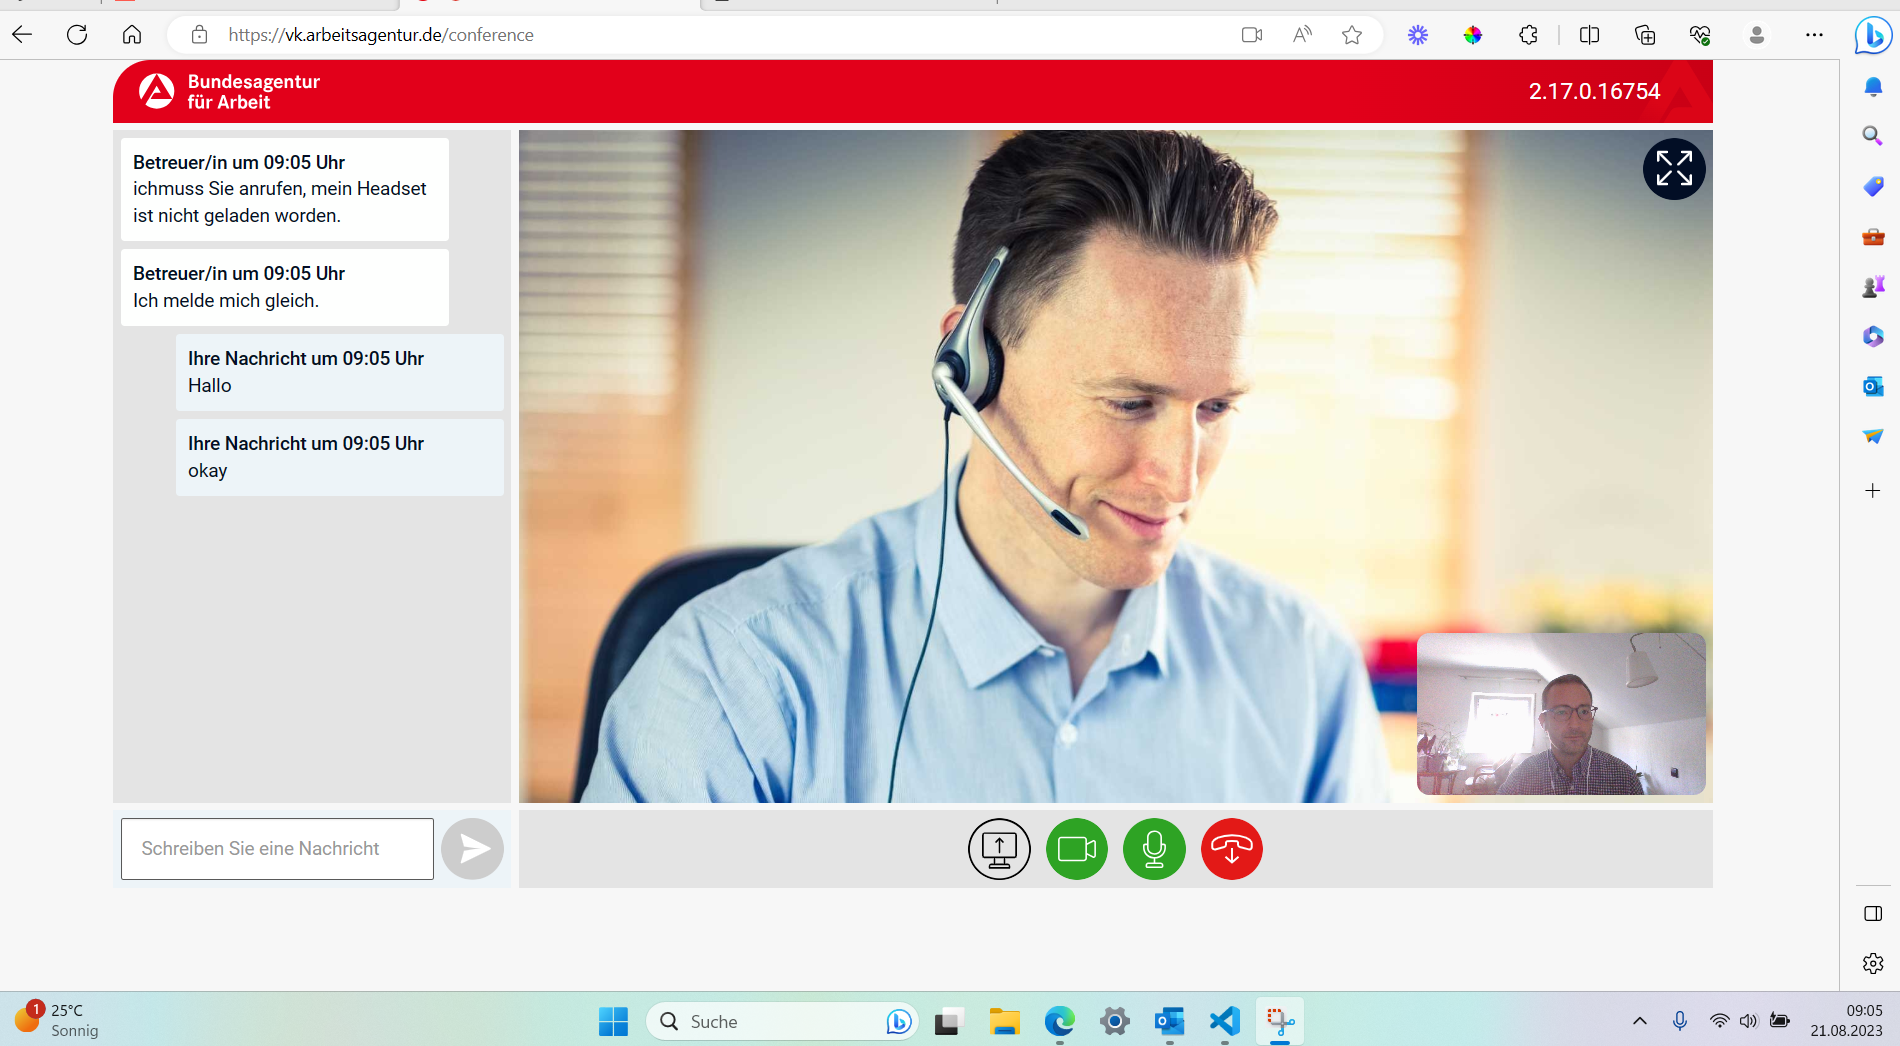 https://vk.arbeitsagentur.de/conference
Bundesagentur
für Arbeit
2.17.0.16754
Betreuer/in um 09:05 Uhr
ichmuss Sie anrufen, mein Headset
ist nicht geladen worden.
Betreuer/in um 09:05 Uhr
Ich melde mich gleich.
Ihre Nachricht um 09:05 Uhr
Hallo
Ihre Nachricht um 09:05 Uhr
okay
Schreiben Sie eine Nachricht
1
25°C
Sonnig
Suche
09:05
21.08.2023